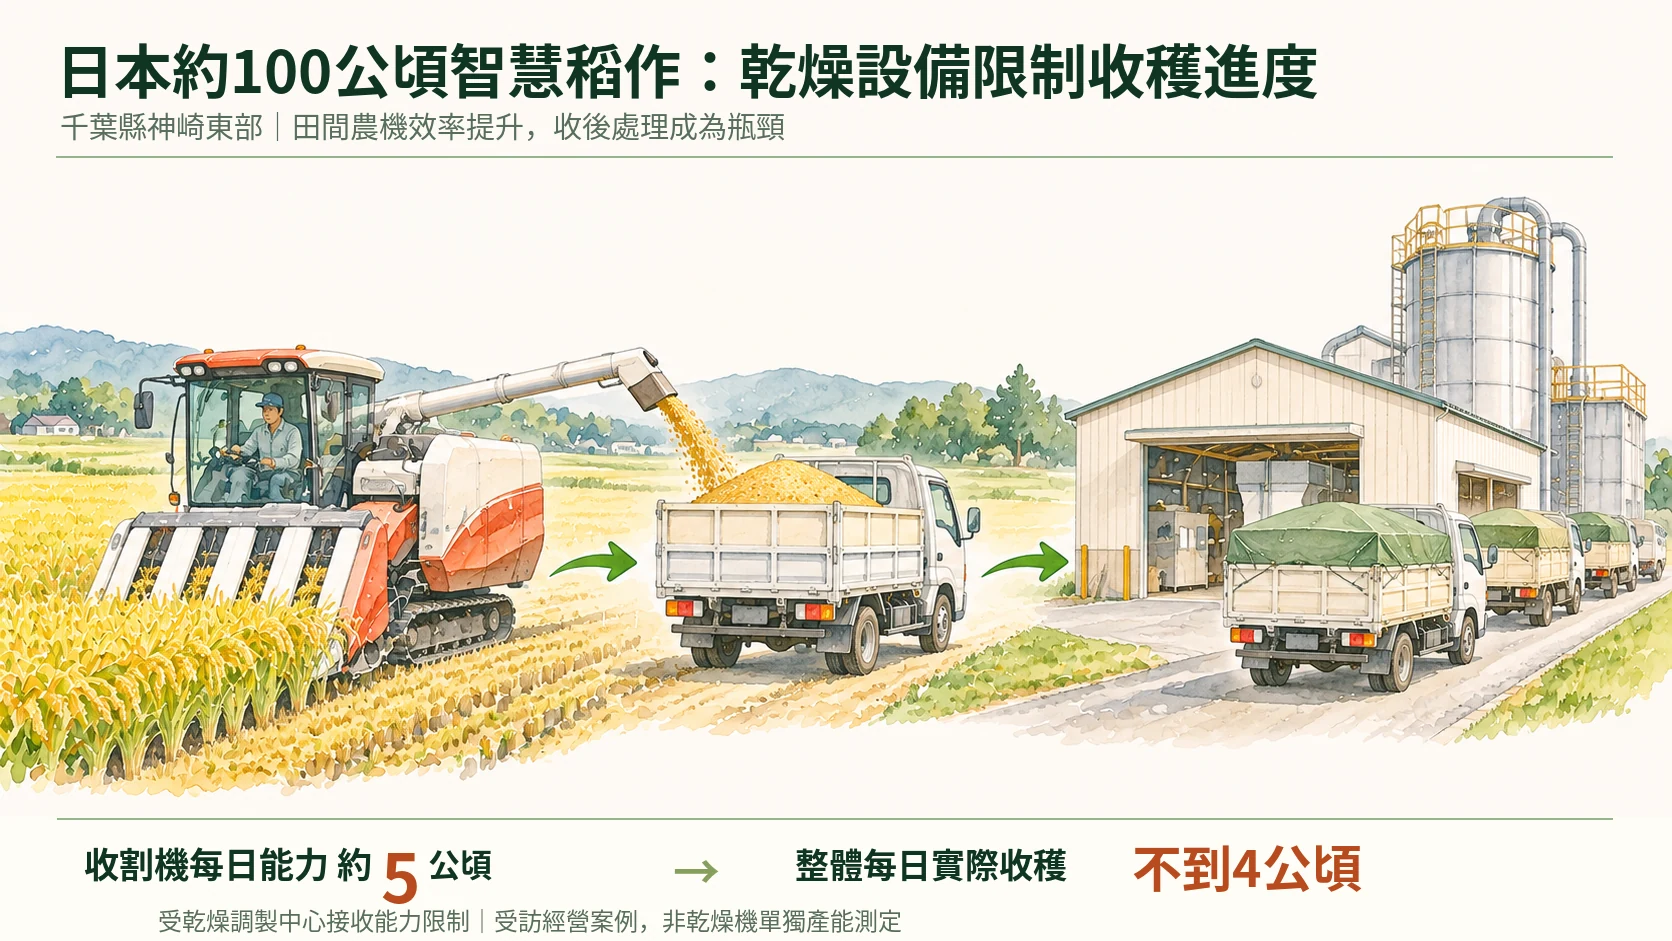 日本約100公頃智慧稻作：乾燥設備限制收穫進度
千葉縣神崎東部｜田間農機效率提升，收後處理成為瓶頸
收割機每日能力 約 5 公頃 → 整體每日實際收穫 不到4公頃
受乾燥調製中心接收能力限制｜受訪經營案例，非乾燥機單獨產能測定